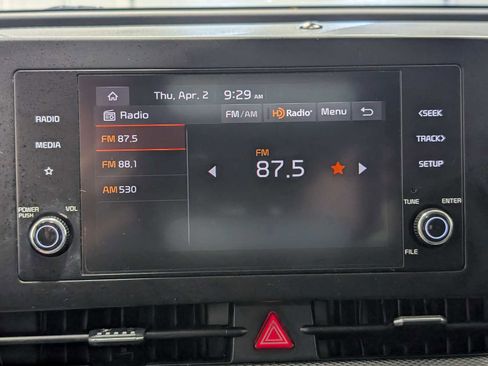 Thu, Apr. 2 9:29 AM
Radio FM/AM HD Radio Menu
FM 87.5
FM 88.1
AM 530
FM
87.5
RADIO
MEDIA
POWER PUSH VOL
<SEEK
TRACK>
SETUP
TUNE ENTER
FILE